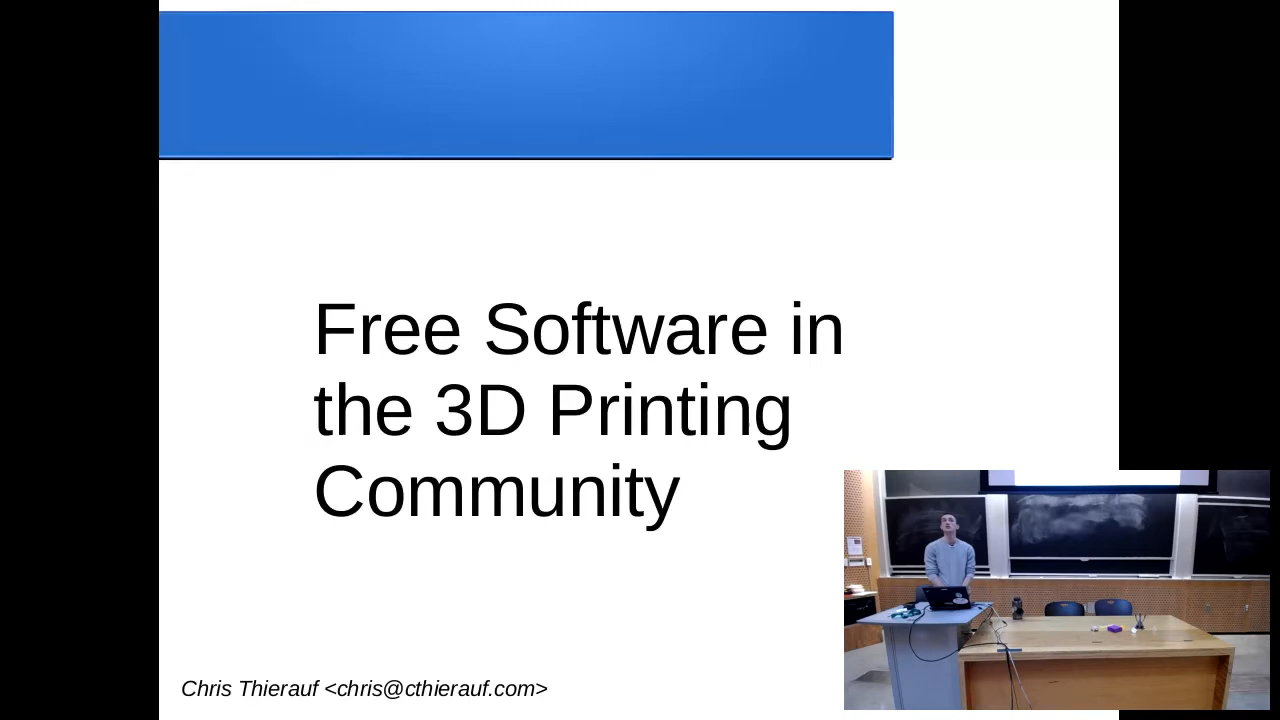 Free Software in
the 3D Printing
Community
Chris Thierauf <chris@cthierauf.com>